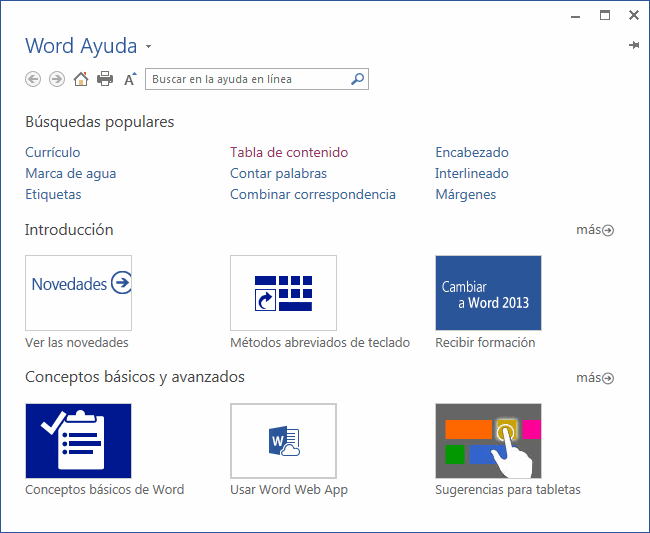 Word Ayuda
A
Buscar en la ayuda en línea
Búsquedas populares
Currículo Tabla de contenido Encabezado
Marca de agua Contar palabras Interlineado
Etiquetas Combinar correspondencia Márgenes
Introducción más
Novedades
Cambiar
a Word 2013
Ver las novedades Métodos abreviados de teclado Recibir formación
Conceptos básicos y avanzados más
W
Conceptos básicos de Word Usar Word Web App Sugerencias para tabletas